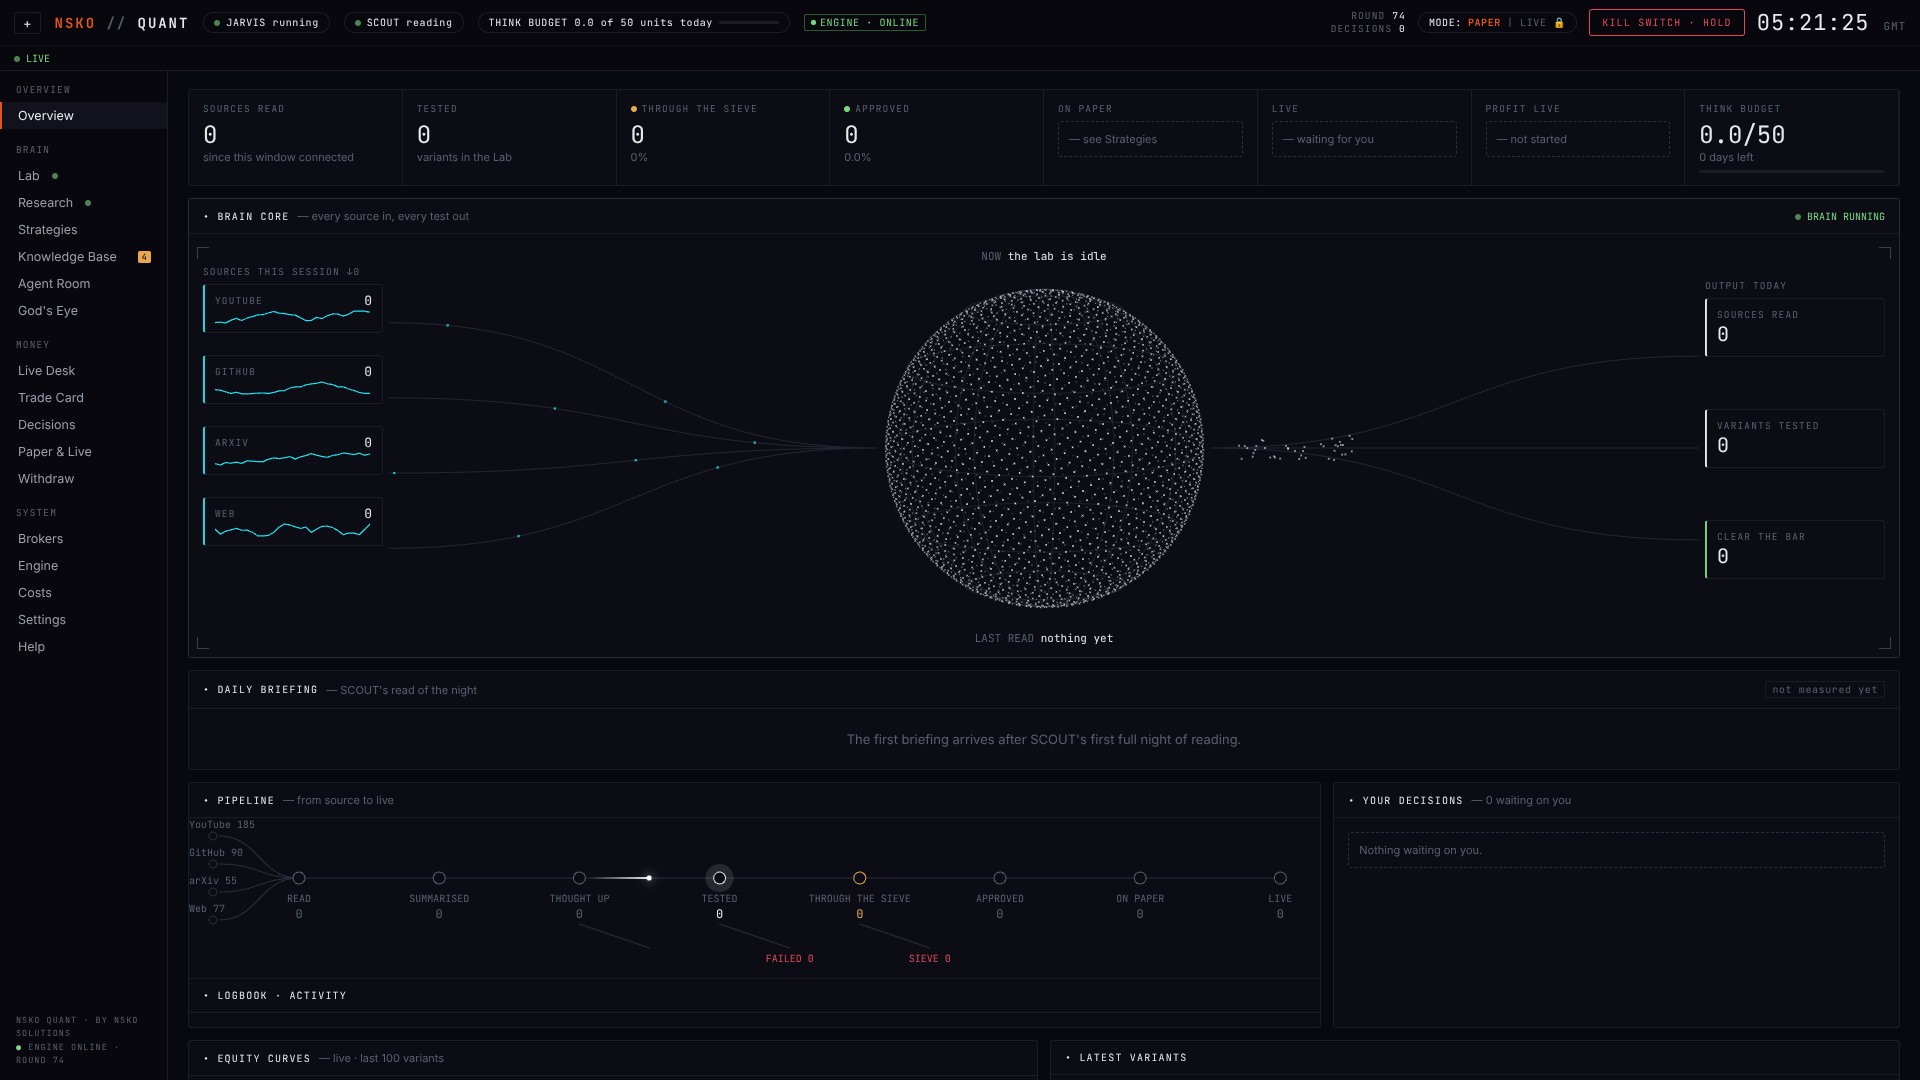 + NSKO // QUANT JARVIS running SCOUT reading THINK BUDGET 0.0 of 50 units today ENGINE · ONLINE
ROUND 74
DECISIONS 0
MODE: PAPER | LIVE
KILL SWITCH · HOLD
05:21:25 GMT
LIVE
OVERVIEW
Overview
BRAIN
Lab
Research
Strategies
Knowledge Base 4
Agent Room
God's Eye
MONEY
Live Desk
Trade Card
Decisions
Paper & Live
Withdraw
SYSTEM
Brokers
Engine
Costs
Settings
Help
NSKO QUANT · BY NSKO
SOLUTIONS
ENGINE ONLINE ·
ROUND 74
SOURCES READ
0
since this window connected
TESTED
0
variants in the Lab
THROUGH THE SIEVE
0
0%
APPROVED
0
0.0%
ON PAPER
— see Strategies
LIVE
— waiting for you
PROFIT LIVE
— not started
THINK BUDGET
0.0/50
0 days left
· BRAIN CORE — every source in, every test out
BRAIN RUNNING
NOW the lab is idle
SOURCES THIS SESSION ↓0
YOUTUBE 0
GITHUB 0
ARXIV 0
WEB 0
OUTPUT TODAY
SOURCES READ
0
VARIANTS TESTED
0
CLEAR THE BAR
0
LAST READ nothing yet
· DAILY BRIEFING — SCOUT's read of the night
not measured yet
The first briefing arrives after SCOUT's first full night of reading.
· PIPELINE — from source to live
YouTube 185
GitHub 90
arXiv 55
Web 77
READ
0
SUMMARISED
0
THOUGHT UP
0
TESTED
0
THROUGH THE SIEVE
0
APPROVED
0
ON PAPER
0
LIVE
0
FAILED 0
SIEVE 0
· LOGBOOK · ACTIVITY
· YOUR DECISIONS — 0 waiting on you
Nothing waiting on you.
· EQUITY CURVES — live · last 100 variants
· LATEST VARIANTS